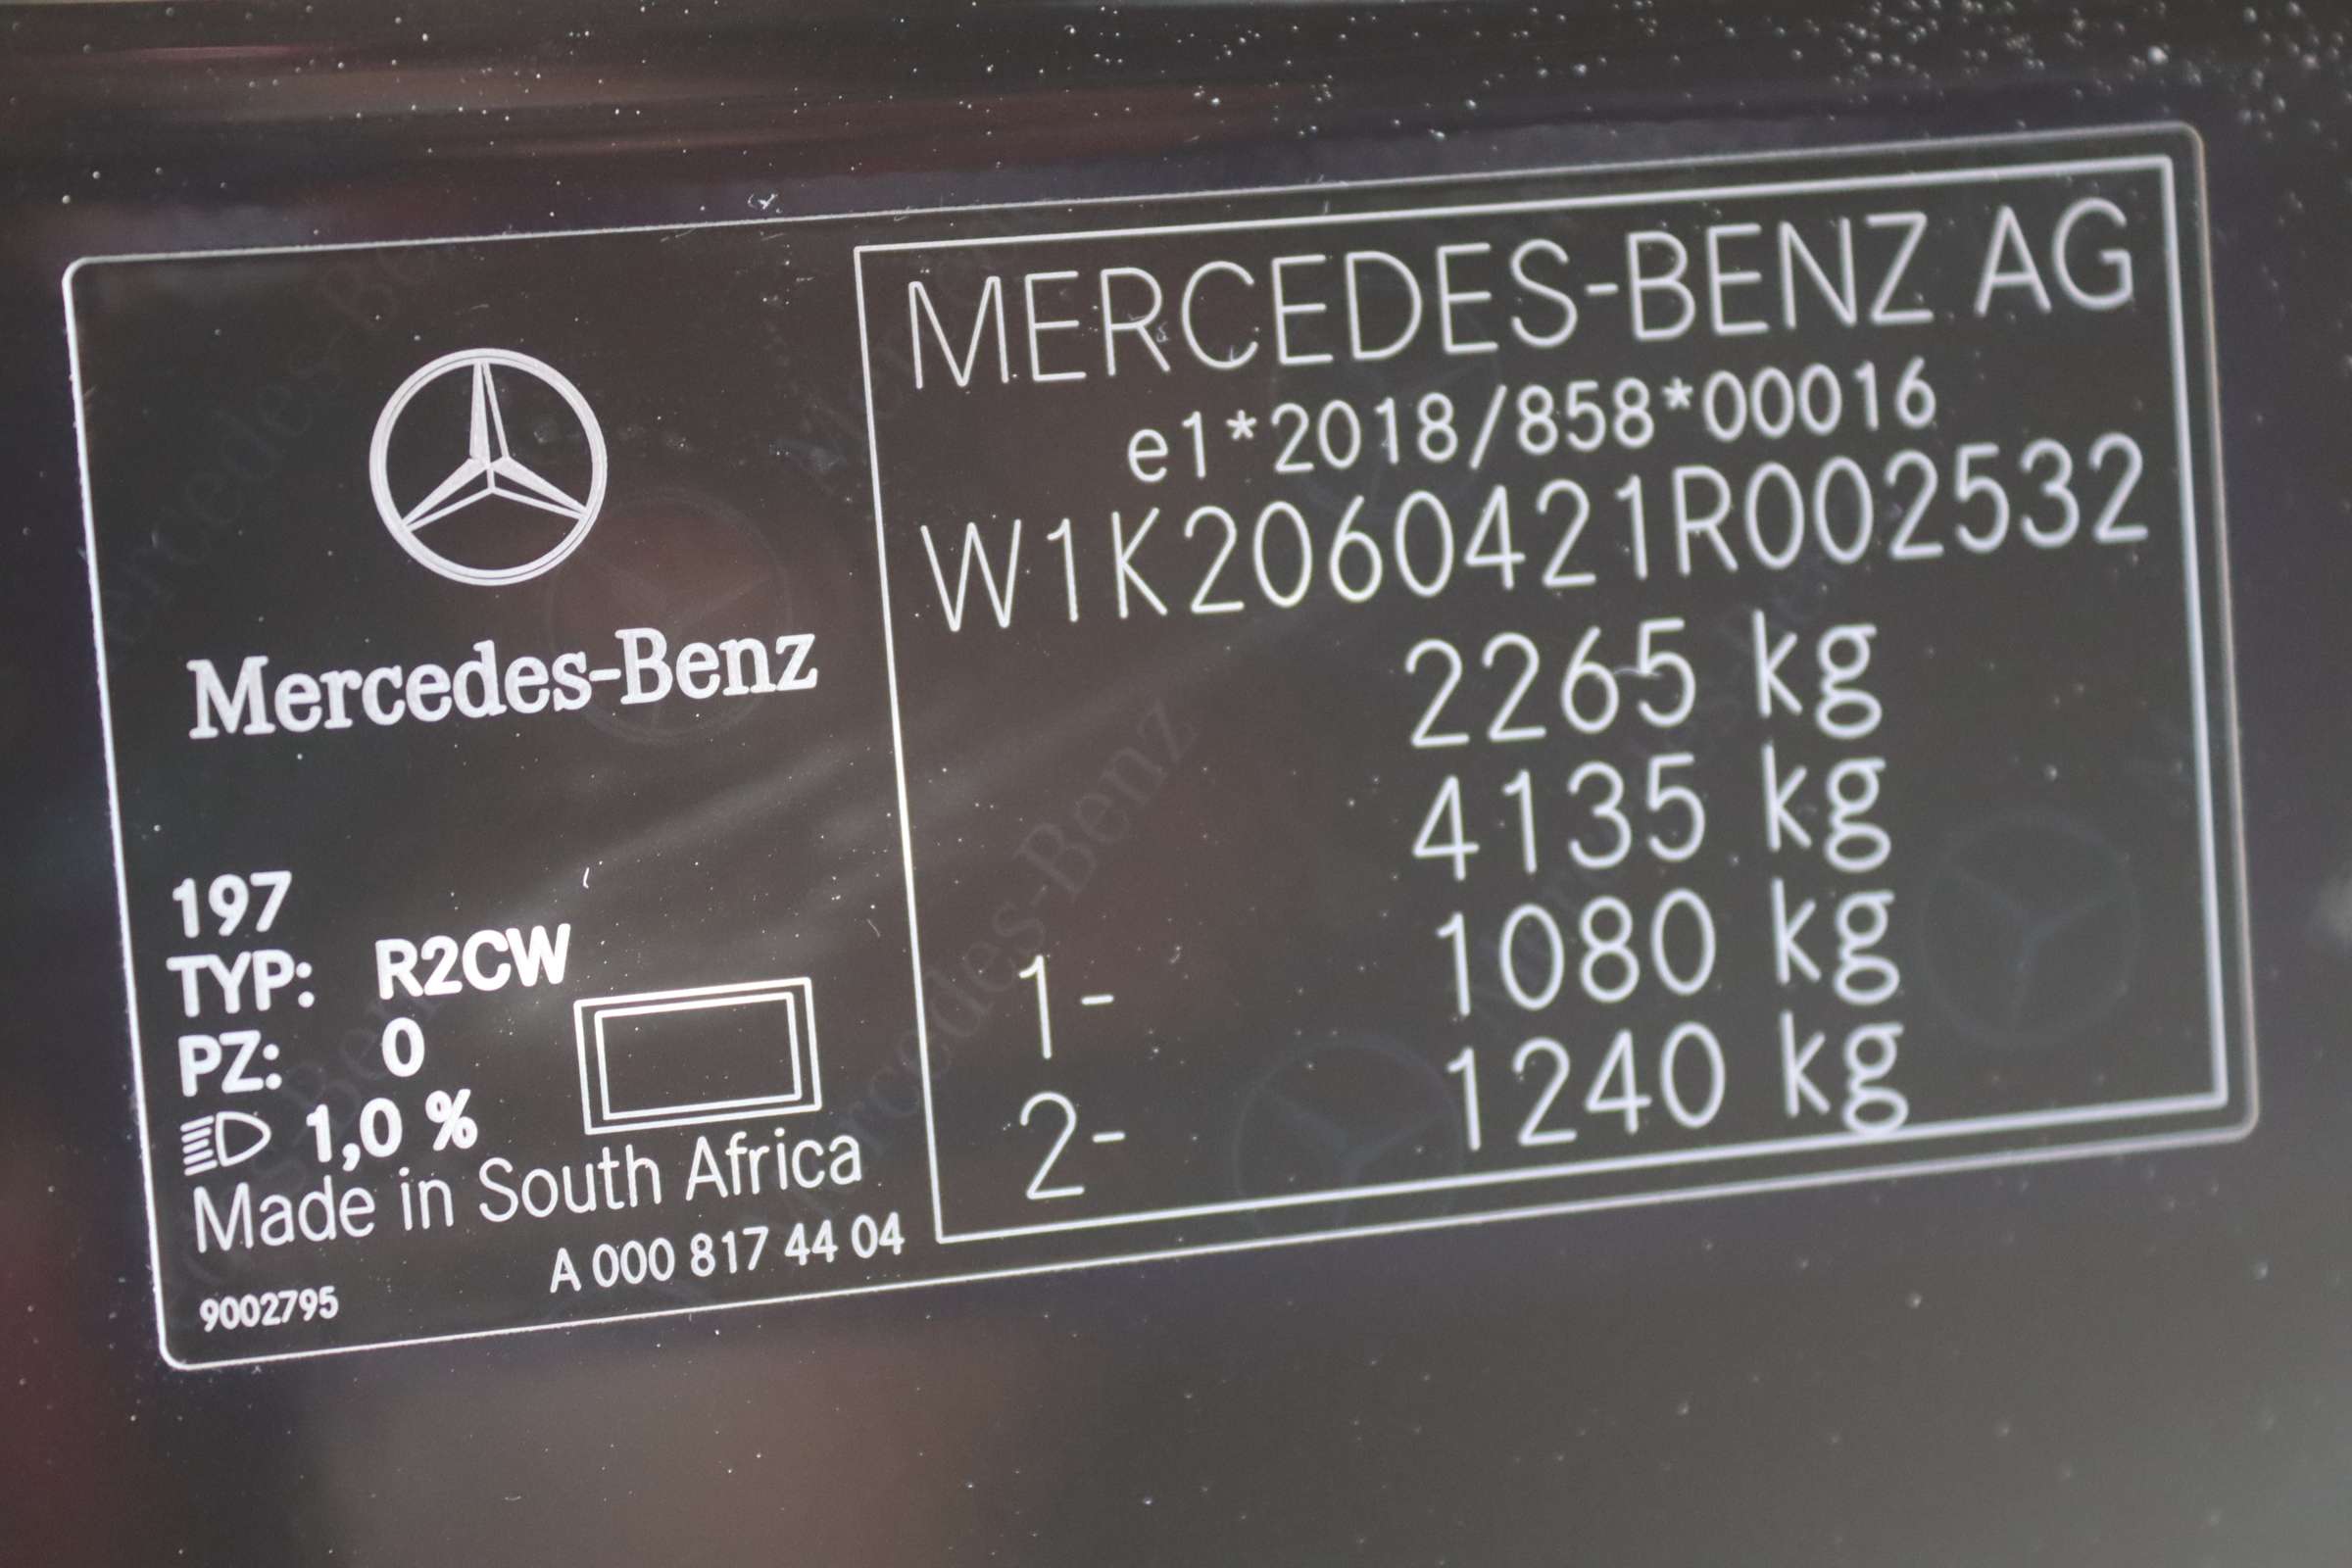 Mercedes-Benz
197
TYP: R2CW
PZ: 0
1,0 %
Made in South Africa
A 000 817 44 04
9002795
MERCEDES-BENZ AG
e1*2018/858*00016
W1K2060421R002532
2265 kg
4135 kg
1- 1080 kg
2- 1240 kg